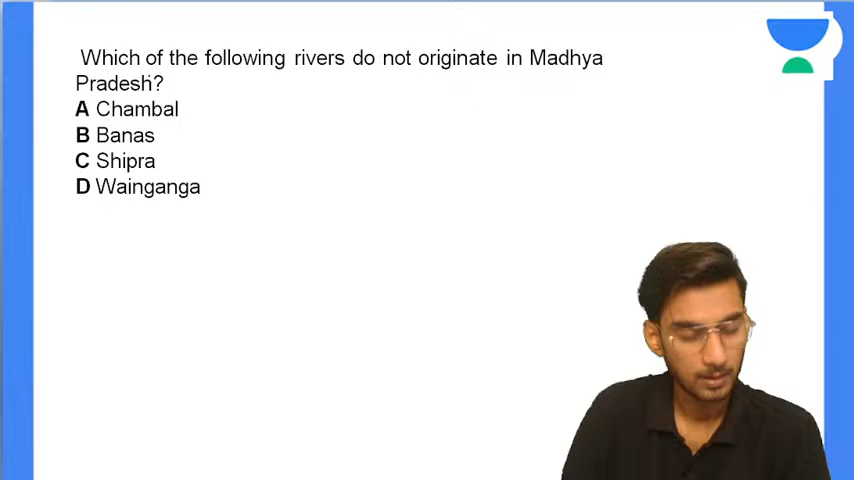 Which of the following rivers do not originate in Madhya
Pradesh?
A Chambal
B Banas
C Shipra
D Wainganga